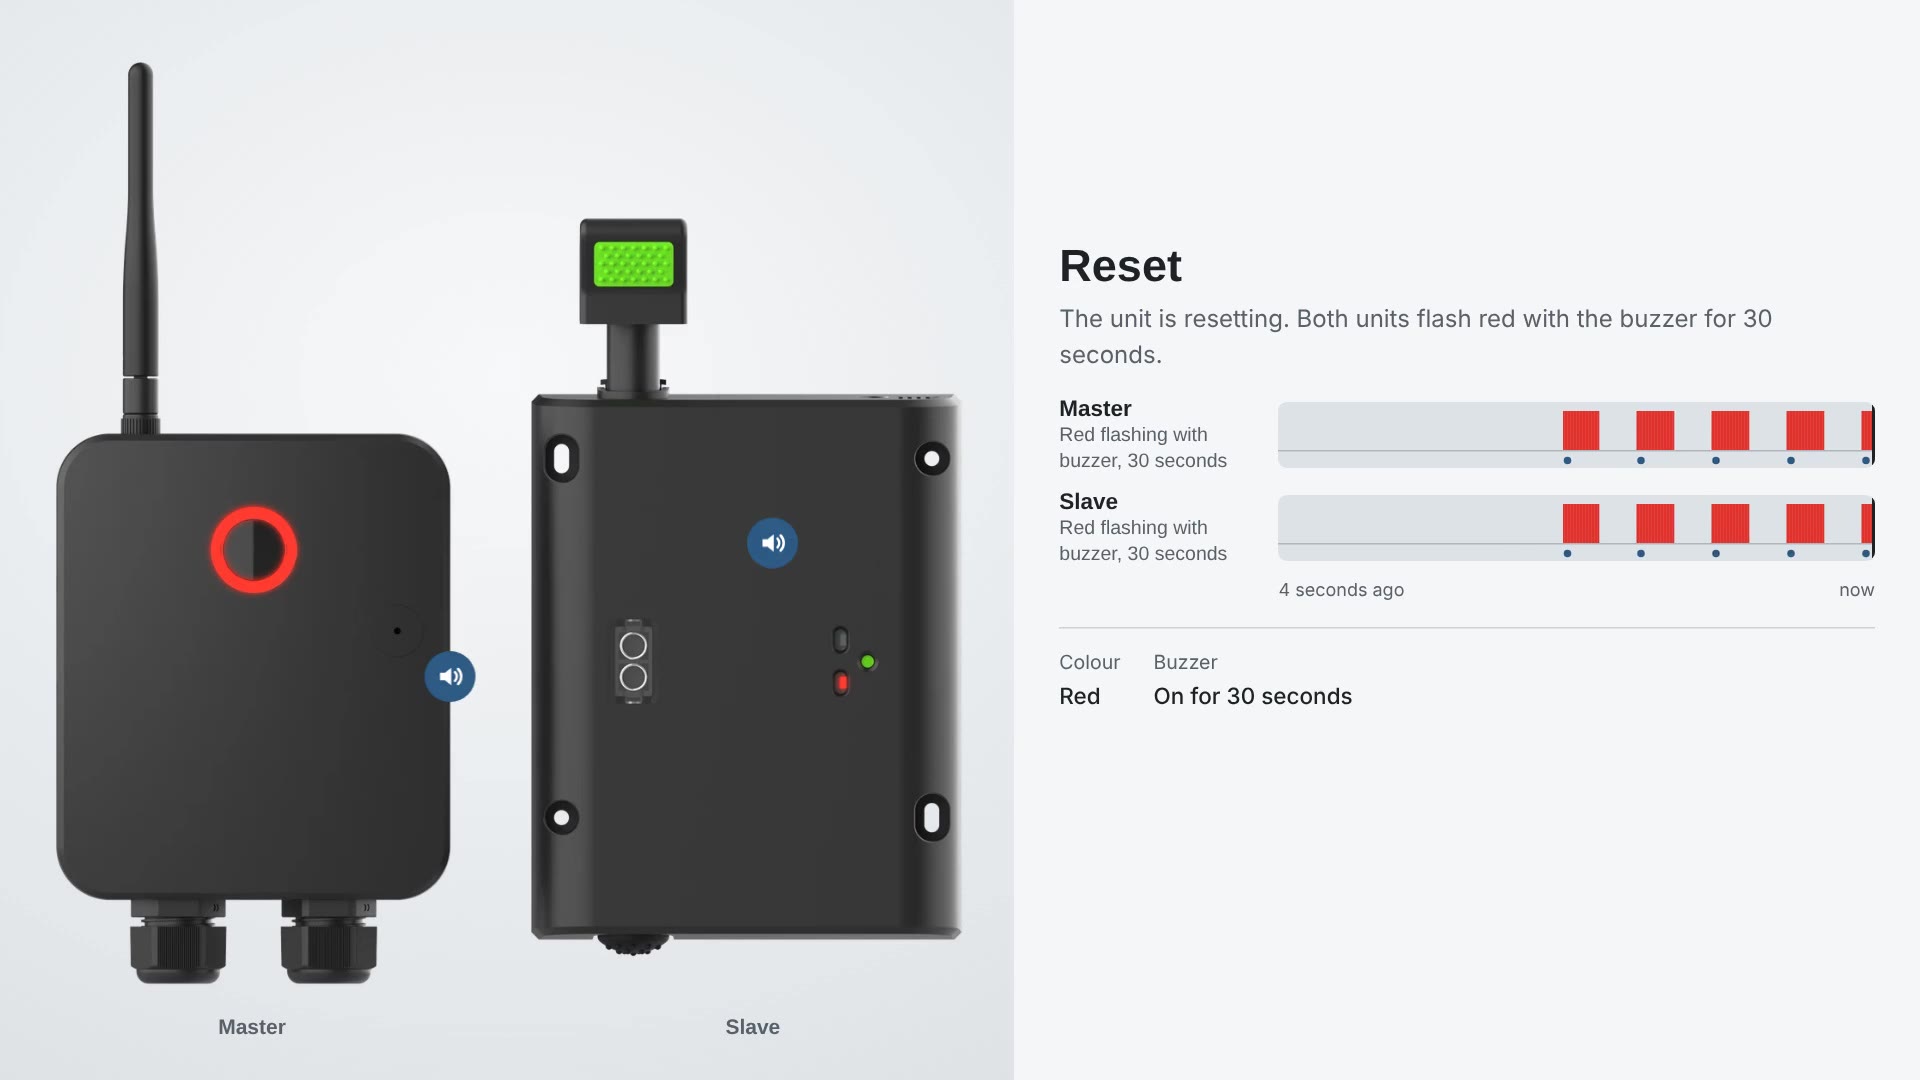 Reset
The unit is resetting. Both units flash red with the buzzer for 30
seconds.
Master
Red flashing with
buzzer, 30 seconds
Slave
Red flashing with
buzzer, 30 seconds
4 seconds ago
now
Colour
Buzzer
Red
On for 30 seconds
Master
Slave